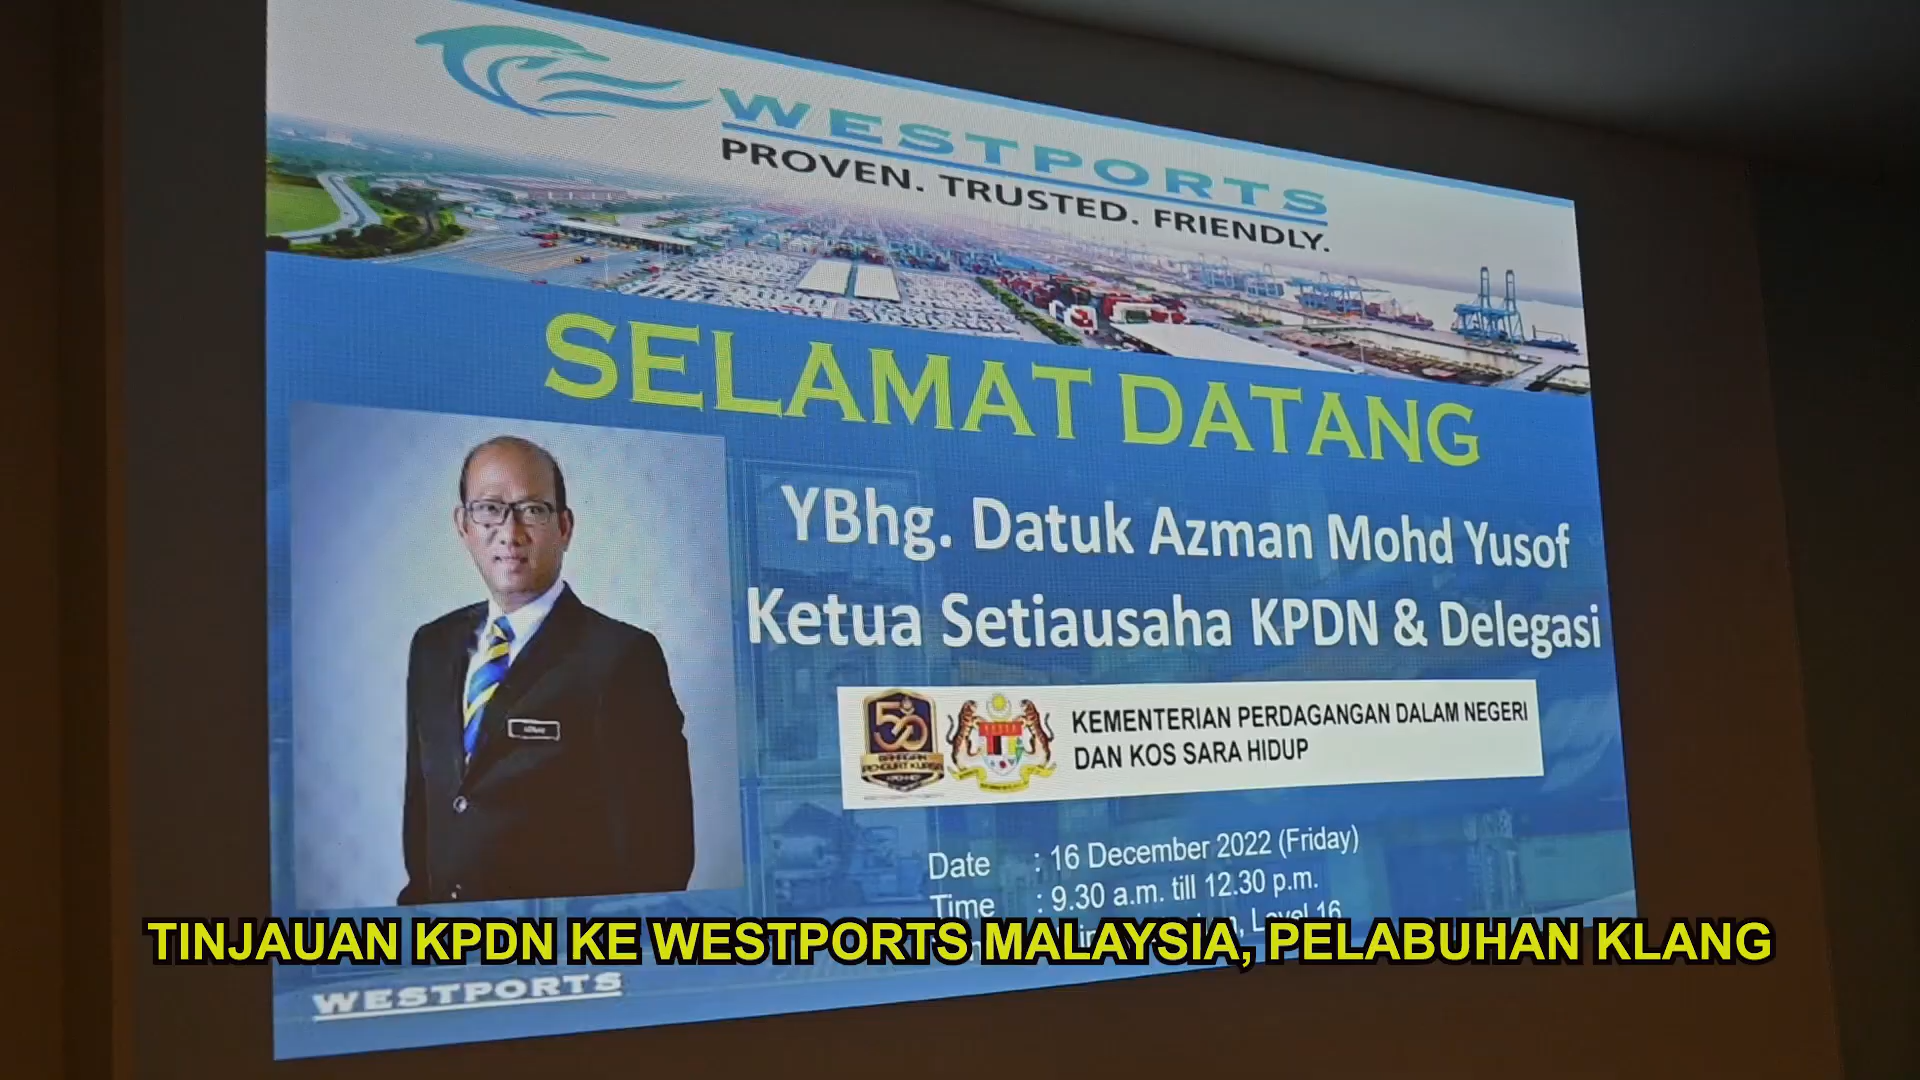 WESTPORTS
PROVEN. TRUSTED. FRIENDLY.
SELAMAT DATANG
YBhg. Datuk Azman Mohd Yusof
Ketua Setiausaha KPDN & Delegasi
50
KEMENTERIAN PERDAGANGAN DALAM NEGERI
DAN KOS SARA HIDUP
Date : 16 December 2022 (Friday)
Time : 9.30 a.m. till 12.30 p.m.
Level 16
TINJAUAN KPDN KE WESTPORTS MALAYSIA, PELABUHAN KLANG
WESTPORTS